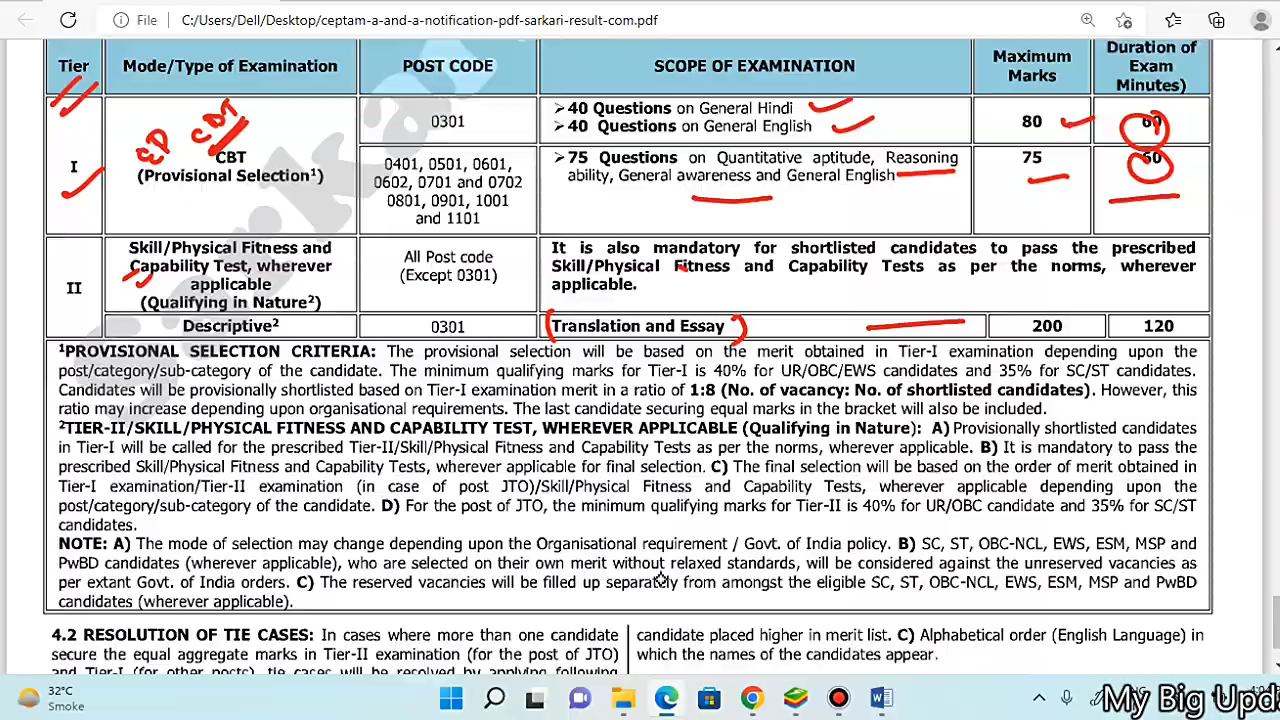 File
C:/Users/Dell/Desktop/ceptam-a-and-a-notification-pdf-sarkari-result-com.pdf
Tier
Mode/Type of Examination
POST CODE
SCOPE OF EXAMINATION
Maximum
Marks
Duration of
Exam
Minutes)
I
CBT
CBT
(Provisional Selection¹)
0301
➢40 Questions on General Hindi
➢40 Questions on General English
80
60
0401, 0501, 0601,
0602, 0701 and 0702
0801, 0901, 1001
and 1101
➢75 Questions on Quantitative aptitude, Reasoning
ability, General awareness and General English
75
60
II
Skill/Physical Fitness and
Capability Test, wherever
applicable
(Qualifying in Nature²)
All Post code
(Except 0301)
It is also mandatory for shortlisted candidates to pass the prescribed
Skill/Physical Fitness and Capability Tests as per the norms, wherever
applicable.
Descriptive²
0301
Translation and Essay
200
120
¹PROVISIONAL SELECTION CRITERIA: The provisional selection will be based on the merit obtained in Tier-I examination depending upon the
post/category/sub-category of the candidate. The minimum qualifying marks for Tier-I is 40% for UR/OBC/EWS candidates and 35% for SC/ST candidates.
Candidates will be provisionally shortlisted based on Tier-I examination merit in a ratio of 1:8 (No. of vacancy: No. of shortlisted candidates). However, this
ratio may increase depending upon organisational requirements. The last candidate securing equal marks in the bracket will also be included.
²TIER-II/SKILL/PHYSICAL FITNESS AND CAPABILITY TEST, WHEREVER APPLICABLE (Qualifying in Nature): A) Provisionally shortlisted candidates
in Tier-I will be called for the prescribed Tier-II/Skill/Physical Fitness and Capability Tests as per the norms, wherever applicable. B) It is mandatory to pass the
prescribed Skill/Physical Fitness and Capability Tests, wherever applicable for final selection. C) The final selection will be based on the order of merit obtained in
Tier-I examination/Tier-II examination (in case of post JTO)/Skill/Physical Fitness and Capability Tests, wherever applicable depending upon the
post/category/sub-category of the candidate. D) For the post of JTO, the minimum qualifying marks for Tier-II is 40% for UR/OBC candidate and 35% for SC/ST
candidates.
NOTE: A) The mode of selection may change depending upon the Organisational requirement / Govt. of India policy. B) SC, ST, OBC-NCL, EWS, ESM, MSP and
PwBD candidates (wherever applicable), who are selected on their own merit without relaxed standards, will be considered against the unreserved vacancies as
per extant Govt. of India orders. C) The reserved vacancies will be filled up separately from amongst the eligible SC, ST, OBC-NCL, EWS, ESM, MSP and PwBD
candidates (wherever applicable).
4.2 RESOLUTION OF TIE CASES: In cases where more than one candidate
secure the equal aggregate marks in Tier-II examination (for the post of JTO)
and Tier-I (for other posts), tie cases will be resolved by applying following
candidate placed higher in merit list. C) Alphabetical order (English Language) in
which the names of the candidates appear.
32°C
Smoke
My Big Upd